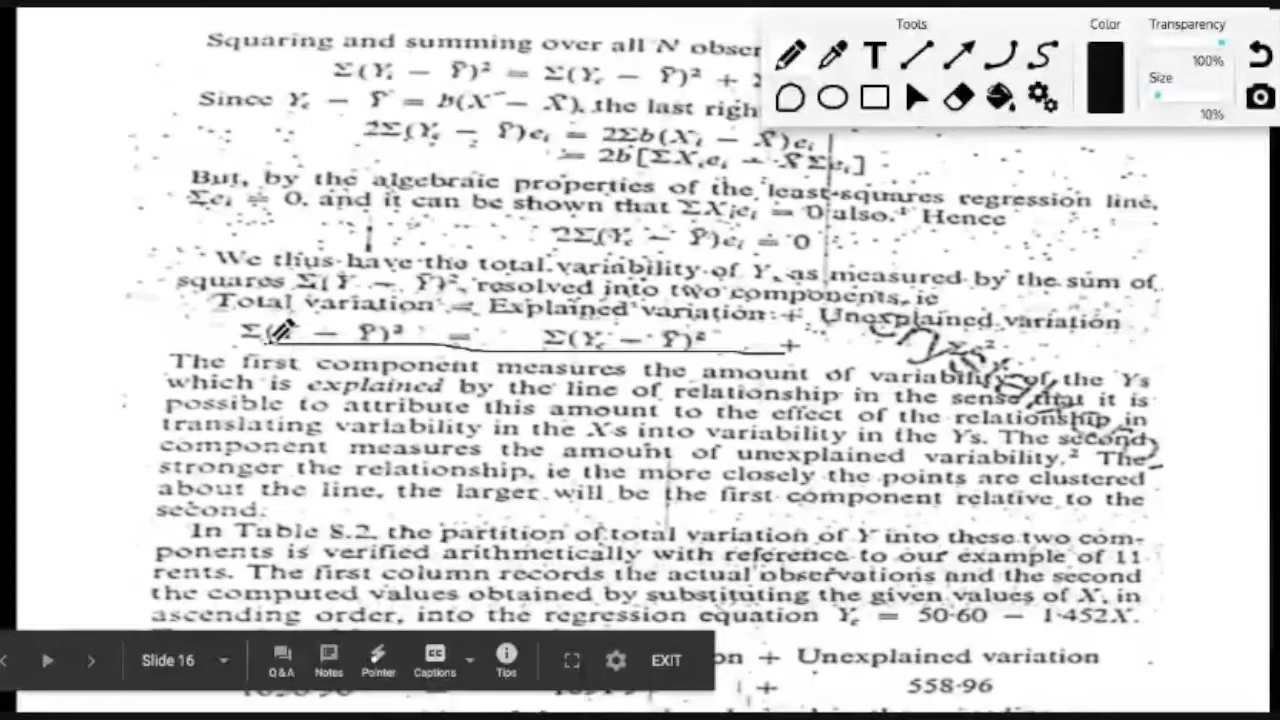 Squaring and summing over all N obser
Σ(Yᵢ − Ȳ)² = Σ(Y꜀ − Ȳ)² +
Since Y꜀ − Ȳ = b(X − X̄), the last righ
2Σ(Y꜀ − Ȳ)eᵢ = 2Σb(Xᵢ − X̄)eᵢ
= 2b[ΣXᵢeᵢ − X̄Σeᵢ]
But, by the algebraic properties of the least-squares regression line,
Σeᵢ = 0, and it can be shown that ΣXᵢeᵢ = 0 also.¹ Hence
2Σ(Y꜀ − Ȳ)eᵢ = 0
We thus have the total variability of Y, as measured by the sum of
squares Σ(Y − Ȳ)², resolved into two components, ie
Total variation = Explained variation + Unexplained variation
Σ( − Ȳ)² = Σ(Y꜀ − Ȳ)² +
The first component measures the amount of variability of the Ys
which is explained by the line of relationship in the sense that it is
possible to attribute this amount to the effect of the relationship in
translating variability in the Xs into variability in the Ys. The second
component measures the amount of unexplained variability.² The
stronger the relationship, ie the more closely the points are clustered
about the line, the larger will be the first component relative to the
second.
In Table 8.2, the partition of total variation of Y into these two com-
ponents is verified arithmetically with reference to our example of 11
rents. The first column records the actual observations and the second
the computed values obtained by substituting the given values of X, in
ascending order, into the regression equation Y꜀ = 50·60 − 1·452X.
on + Unexplained variation
+ 558·96
Tools
Color
Transparency
100%
Size
10%
T
Slide 16
Q&A
Notes
Pointer
CC
Captions
Tips
EXIT